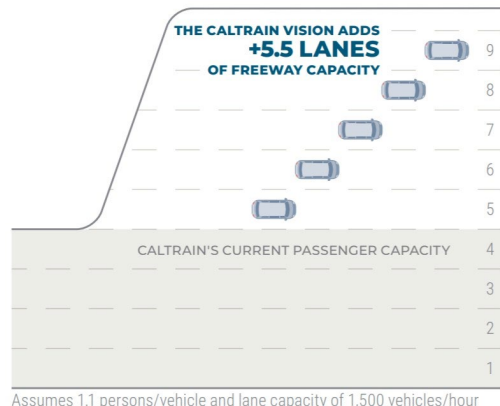 THE CALTRAIN VISION ADDS
+5.5 LANES
OF FREEWAY CAPACITY
9
8
7
6
5
CALTRAIN'S CURRENT PASSENGER CAPACITY 4
3
2
1
Assumes 1.1 persons/vehicle and lane capacity of 1,500 vehicles/hour